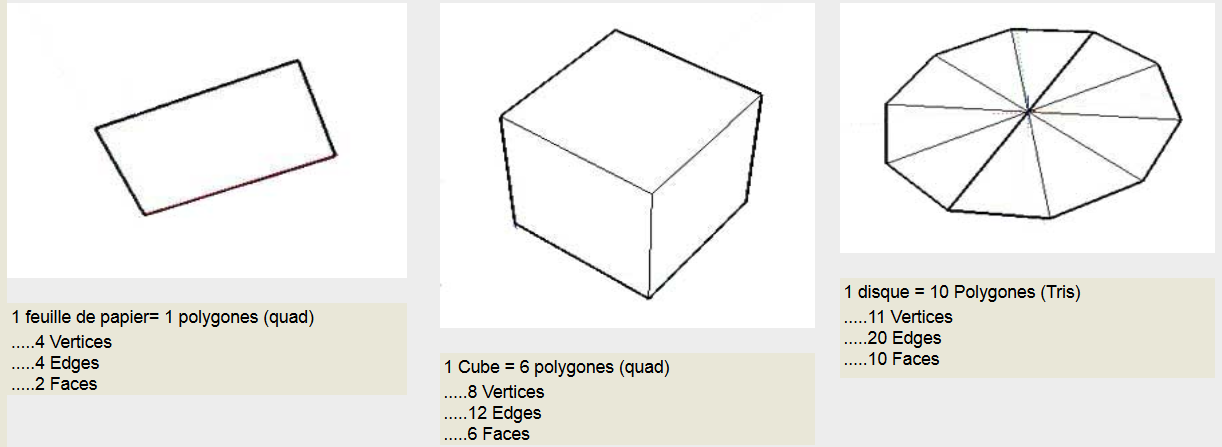 1 feuille de papier= 1 polygones (quad)
.....4 Vertices
.....4 Edges
.....2 Faces
1 Cube = 6 polygones (quad)
.....8 Vertices
.....12 Edges
.....6 Faces
1 disque = 10 Polygones (Tris)
.....11 Vertices
.....20 Edges
.....10 Faces